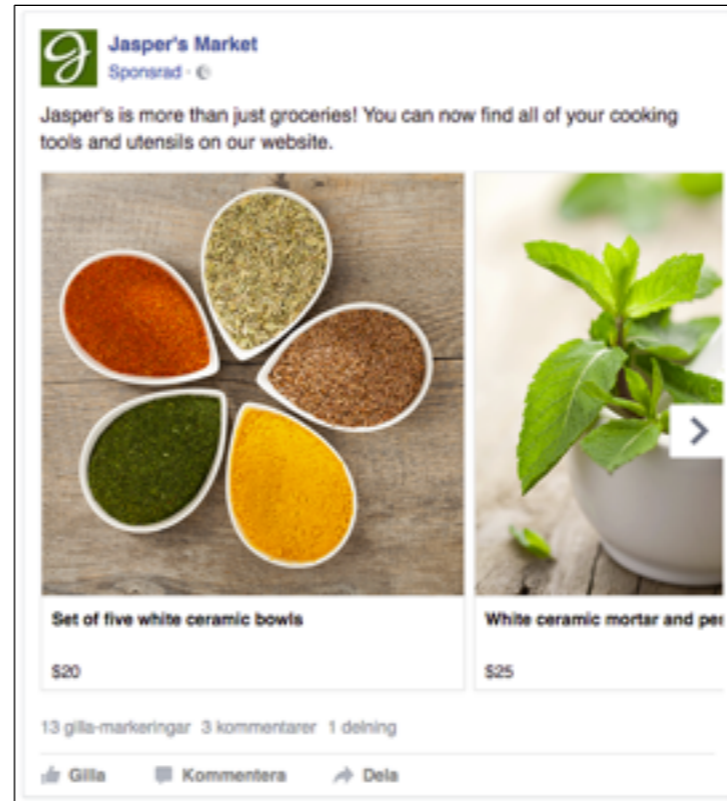 Jasper's Market
Sponsrad ·
Jasper's is more than just groceries! You can now find all of your cooking
tools and utensils on our website.
Set of five white ceramic bowls
$20
White ceramic mortar and
$25
13 gilla-markeringar 3 kommentarer 1 delning
Gilla Kommentera Dela